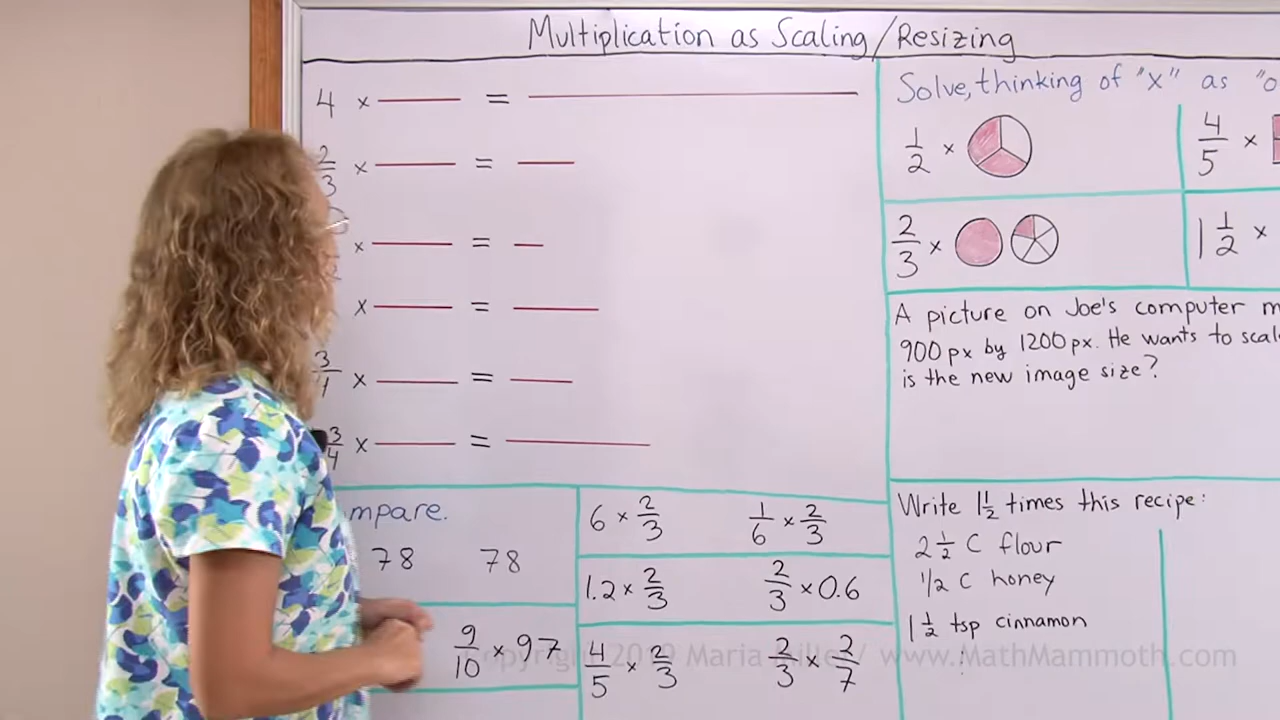 Multiplication as Scaling/Resizing
4 × =
2/3 × =
× =
× =
3/4 × =
3/4 × =
mpare.
78 78
9/10 × 97
6 × 2/3 1/6 × 2/3
1.2 × 2/3 2/3 × 0.6
4/5 × 2/3 2/3 × 2/7
Solve, thinking of "x" as "o
1/2 × 4/5 ×
2/3 × 1 1/2 ×
A picture on Joe's computer m
900 px by 1200 px. He wants to scal
is the new image size?
Write 1 1/2 times this recipe:
2 1/2 C flour
1/2 C honey
1 1/2 tsp cinnamon
Copyright 2019 Maria Miller / www.MathMammoth.com